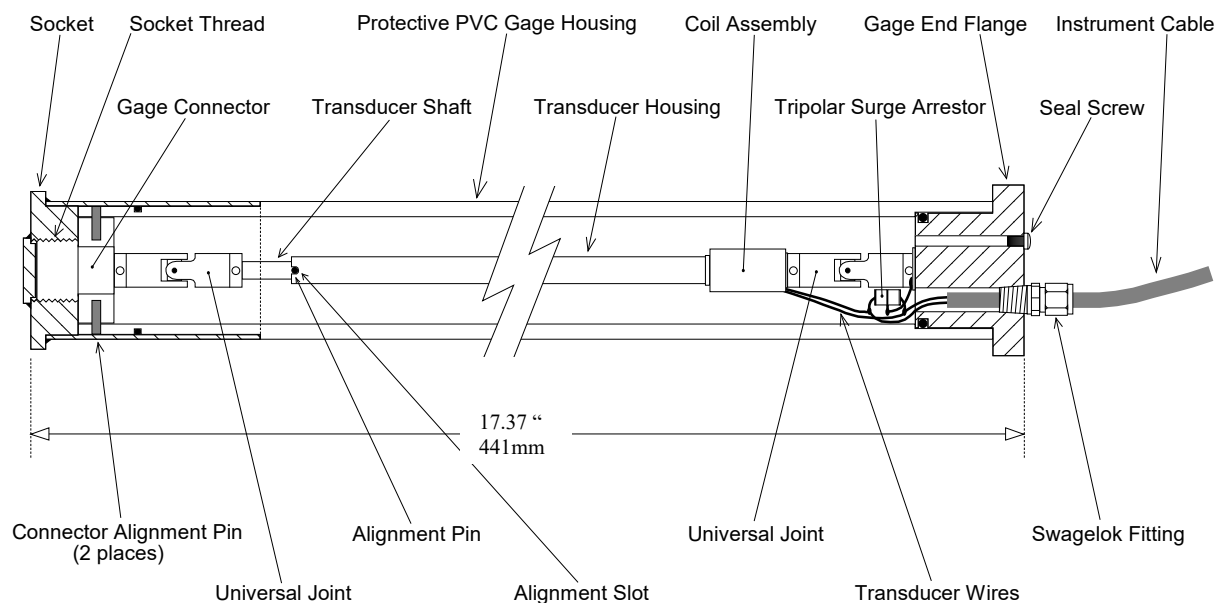 Socket
Socket Thread
Protective PVC Gage Housing
Coil Assembly
Gage End Flange
Instrument Cable
Gage Connector
Transducer Shaft
Transducer Housing
Tripolar Surge Arrestor
Seal Screw
17.37 “
441mm
Connector Alignment Pin
(2 places)
Alignment Pin
Universal Joint
Swagelok Fitting
Universal Joint
Alignment Slot
Transducer Wires